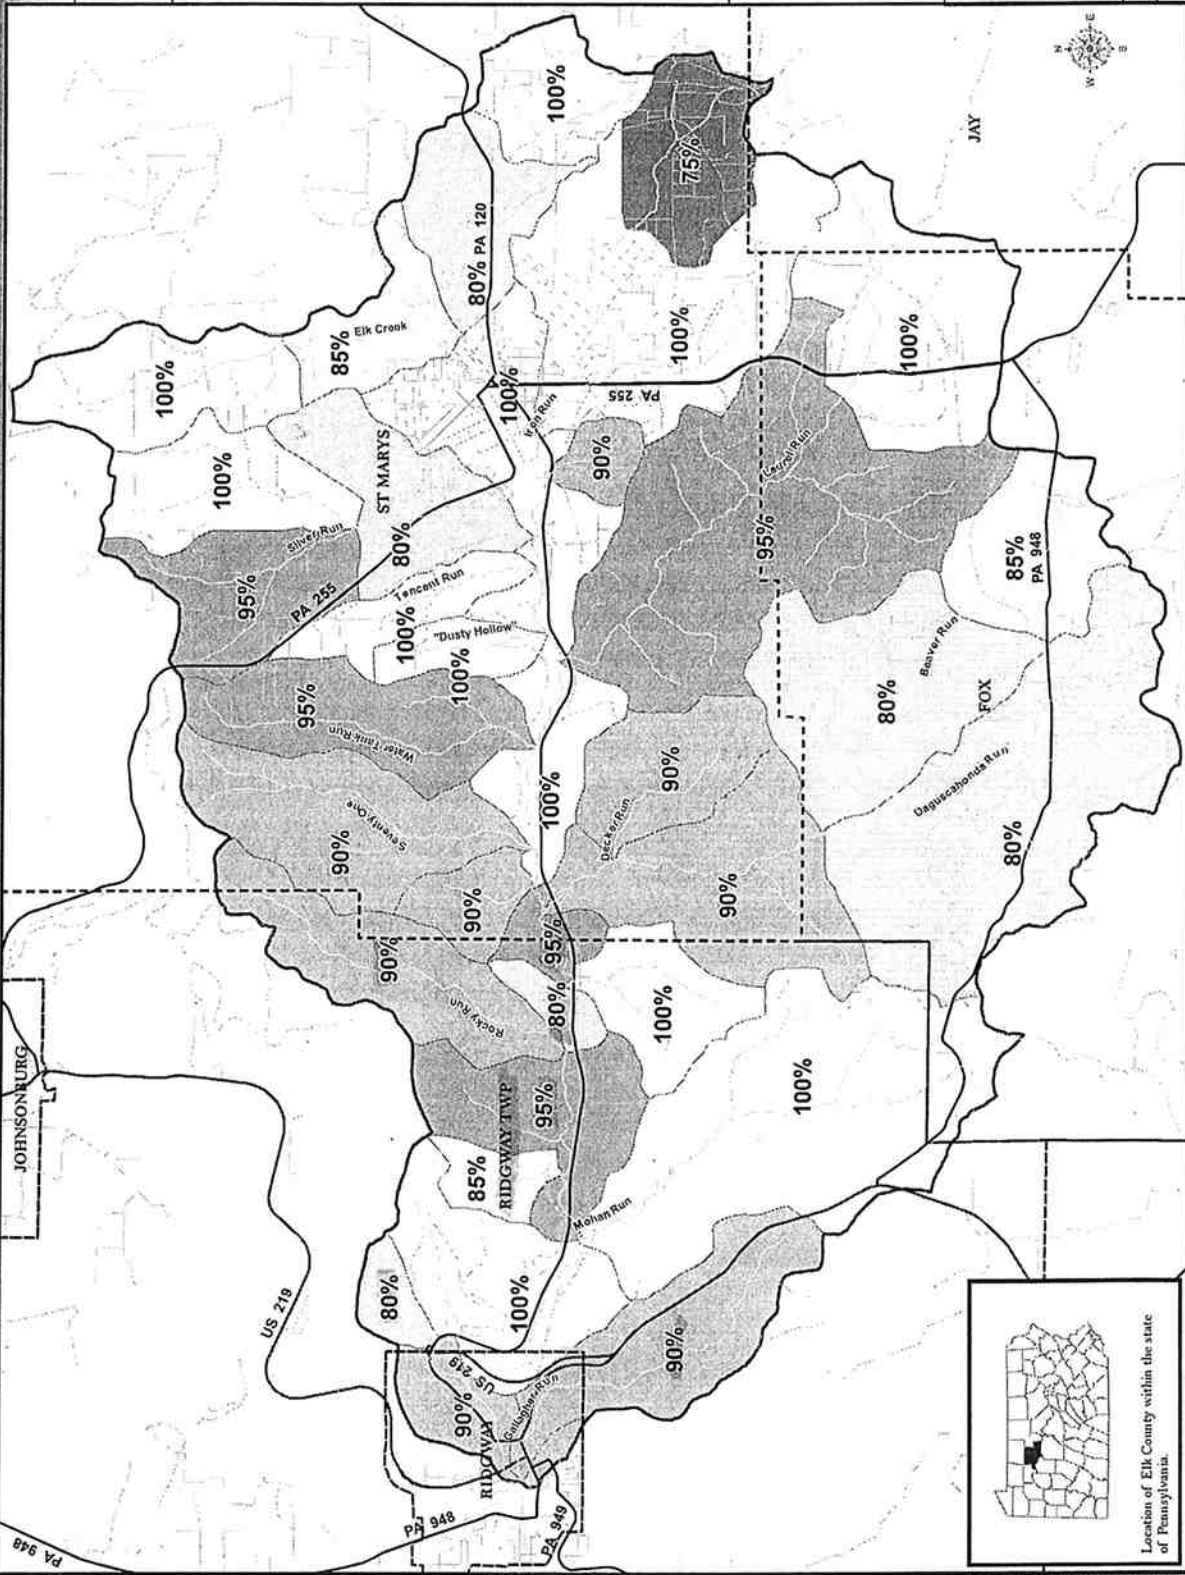 JOHNSONBURG
100%
85%
Elk Creek
80%
PA 120
100%
75%
JAY
N
E
S
W
100%
ST MARYS
100%
Iron Run
PA 255
100%
100%
90%
Silver Run
95%
PA 255
80%
Tencent Run
100%
"Dusty Hollow"
100%
Laurel Run
95%
85%
PA 948
Beaver Run
80%
FOX
Daguscahonda Run
80%
95%
Water Tank Run
Seventy One
90%
90%
100%
Decker Run
90%
90%
90%
Rocky Run
95%
80%
100%
100%
RIDGWAY TWP
95%
85%
Mohan Run
US 219
80%
100%
US 219
90%
Gallagher Run
RIDGWAY
90%
PA 948
PA 948
PA 949
Location of Elk County within the state
of Pennsylvania.